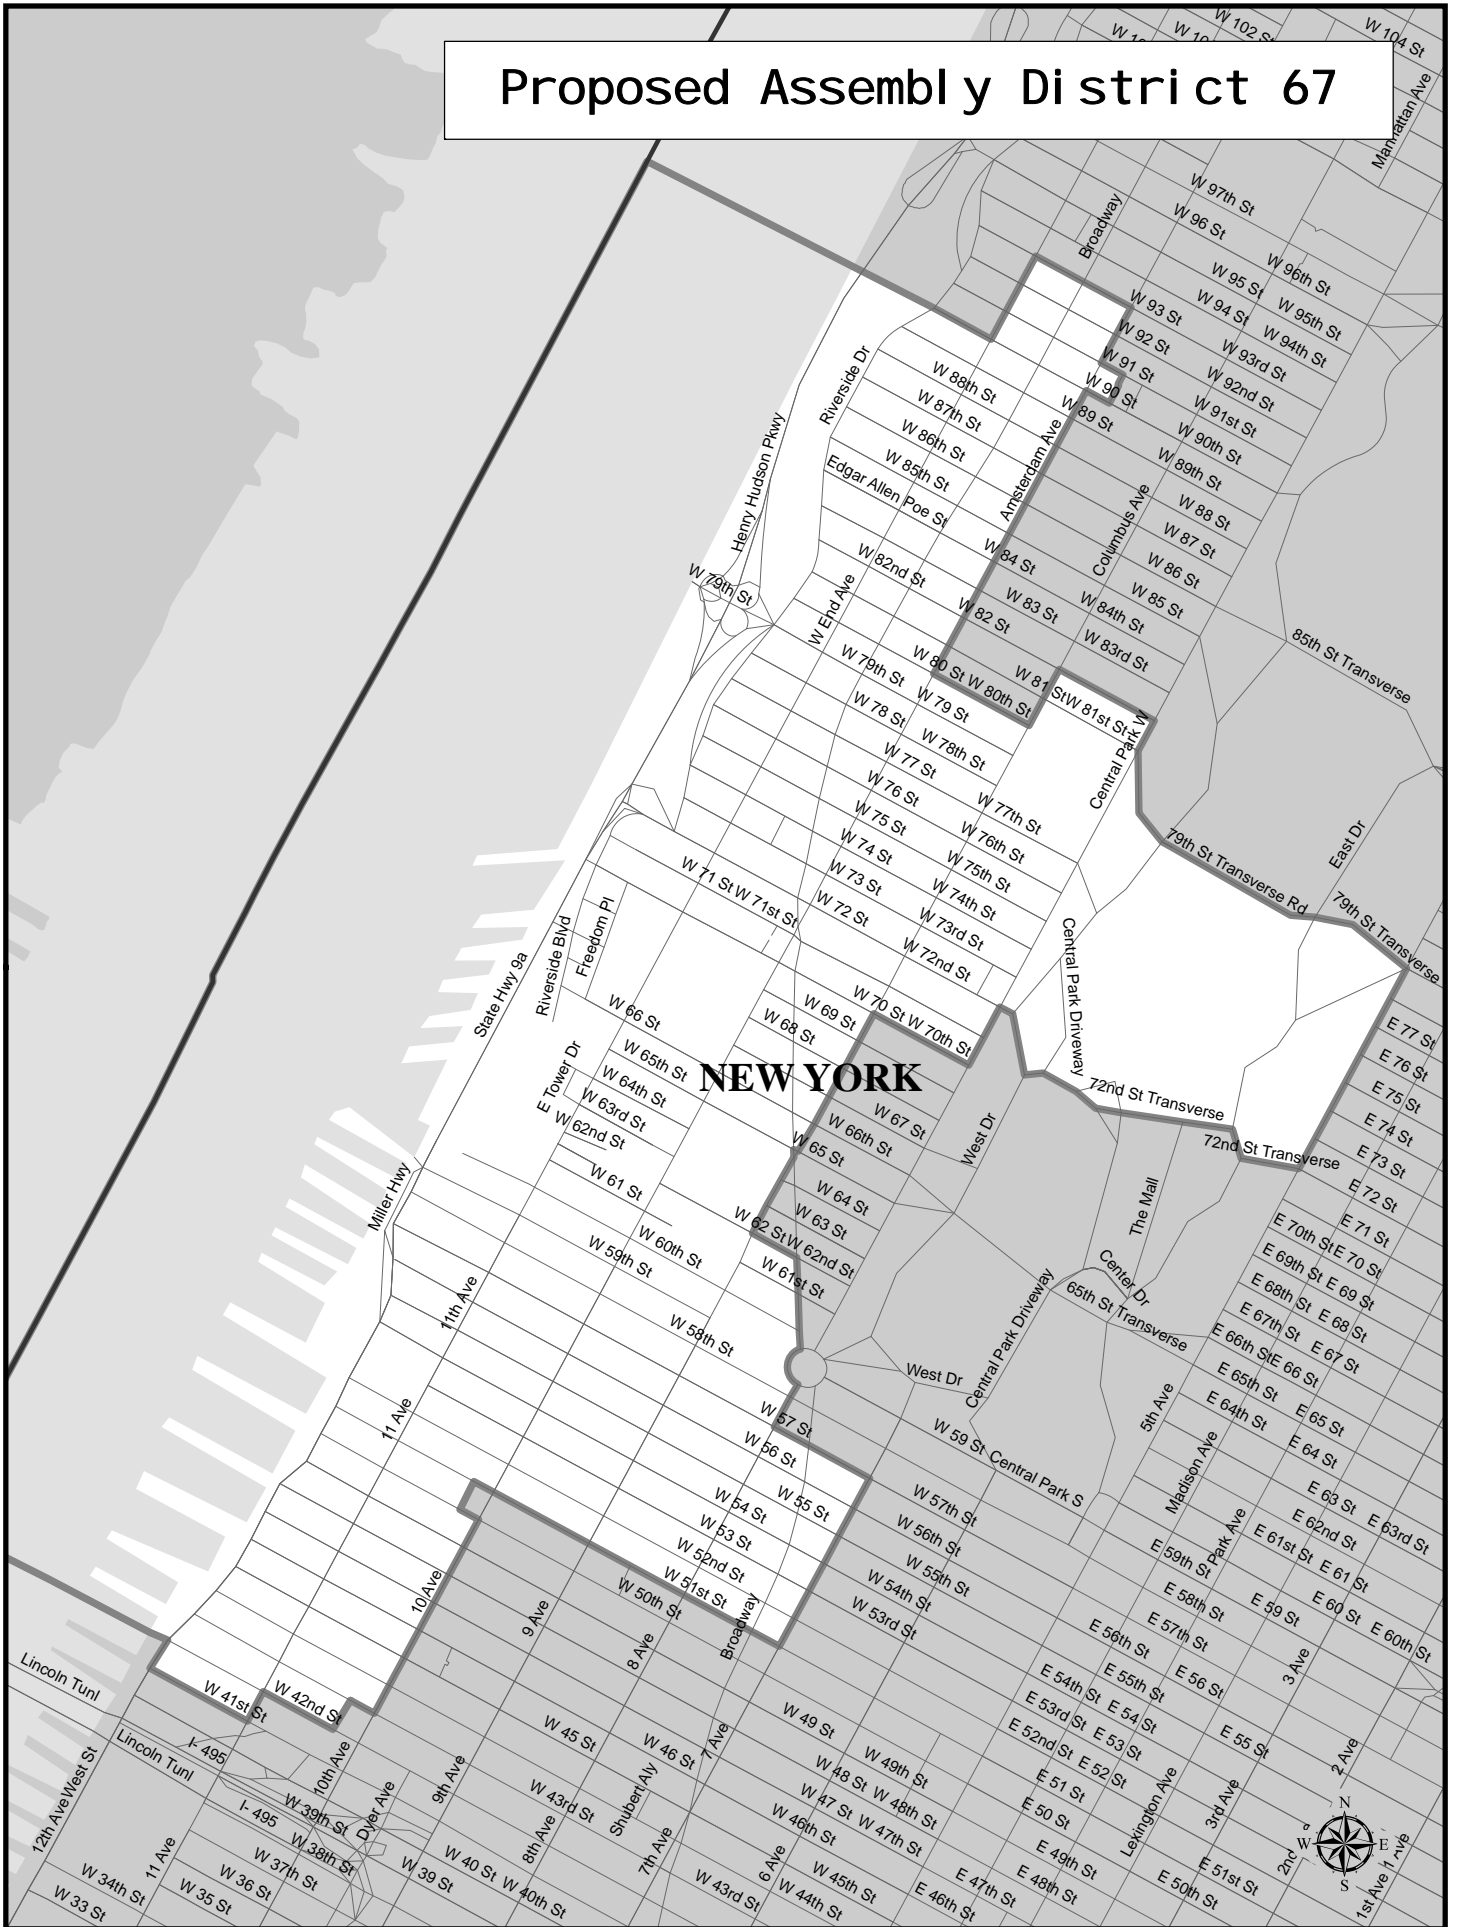 Proposed Assembly District 67
W 102 St
W 104 St
Manhattan Ave
W 97th St
W 96 St
Broadway
W 96th St
W 95 St
W 95th St
W 94 St
W 94th St
W 93 St
W 93rd St
W 92 St
W 92nd St
W 91 St
W 91st St
W 90 St
W 90th St
W 89 St
W 89th St
Riverside Dr
W 88th St
W 87th St
W 86th St
W 85th St
Edgar Allen Poe St
Henry Hudson Pkwy
Amsterdam Ave
Columbus Ave
W 88 St
W 87 St
W 86 St
W 85 St
W 84 St
W 84th St
W 83 St
W 83rd St
W 82nd St
W 82 St
W 79th St
W End Ave
85th St Transverse
W 80 St
W 80th St
W 81 St
W 81st St
W 79th St
W 79 St
W 78 St
W 78th St
W 77 St
W 77th St
W 76 St
W 76th St
W 75 St
W 75th St
W 74 St
W 74th St
W 73 St
W 73rd St
W 72 St
W 72nd St
Central Park W
79th St Transverse Rd
East Dr
79th St Transverse
W 71 St
W 71st St
Freedom Pl
Riverside Blvd
State Hwy 9a
Central Park Driveway
W 70 St
W 70th St
W 69 St
W 68 St
W 66 St
W 65th St
W 64th St
W 63rd St
W 62nd St
E Tower Dr
W 61 St
NEW YORK
W 67 St
W 66th St
W 65 St
W 64 St
W 63 St
W 62 St
W 62nd St
W 61st St
West Dr
72nd St Transverse
72nd St Transverse
The Mall
E 77 St
E 76 St
E 75 St
E 74 St
E 73 St
E 72 St
E 71 St
E 70th St
E 70 St
E 69th St
E 69 St
E 68th St
E 68 St
E 67th St
E 67 St
E 66th St
E 66 St
E 65th St
E 65 St
E 64th St
E 64 St
E 63 St
E 63rd St
E 62nd St
E 61st St
E 61 St
E 60 St
E 60th St
E 59th St
E 59 St
E 58th St
E 57th St
E 56th St
E 56 St
E 55th St
E 55 St
E 54th St
E 54 St
E 53rd St
E 53 St
E 52nd St
E 52 St
E 51 St
E 51st St
E 50 St
E 50th St
E 49th St
E 48th St
E 47th St
E 46th St
Miller Hwy
W 60th St
W 59th St
11th Ave
W 58th St
Center Dr
65th St Transverse
Central Park Driveway
West Dr
W 59 St
Central Park S
5th Ave
Madison Ave
Park Ave
11 Ave
W 57 St
W 57th St
W 56 St
W 56th St
W 55 St
W 55th St
W 54 St
W 54th St
W 53 St
W 53rd St
W 52nd St
W 51st St
W 50th St
10 Ave
9 Ave
8 Ave
Broadway
7 Ave
3 Ave
2 Ave
W 41st St
W 42nd St
Lincoln Tunl
Lincoln Tunl
I- 495
I- 495
W 45 St
W 46 St
W 49 St
W 49th St
W 48 St
W 48th St
W 47 St
W 47th St
W 46th St
W 45th St
W 44th St
W 43rd St
W 43rd St
Shubert Aly
12th Ave
West St
11 Ave
10th Ave
Dyer Ave
9th Ave
8th Ave
7th Ave
6 Ave
Lexington Ave
3rd Ave
2nd
1st Ave
1 Ave
W 40 St
W 40th St
W 39th St
W 39 St
W 38th St
W 37th St
W 36 St
W 35 St
W 34th St
W 33 St
N
W
E
S